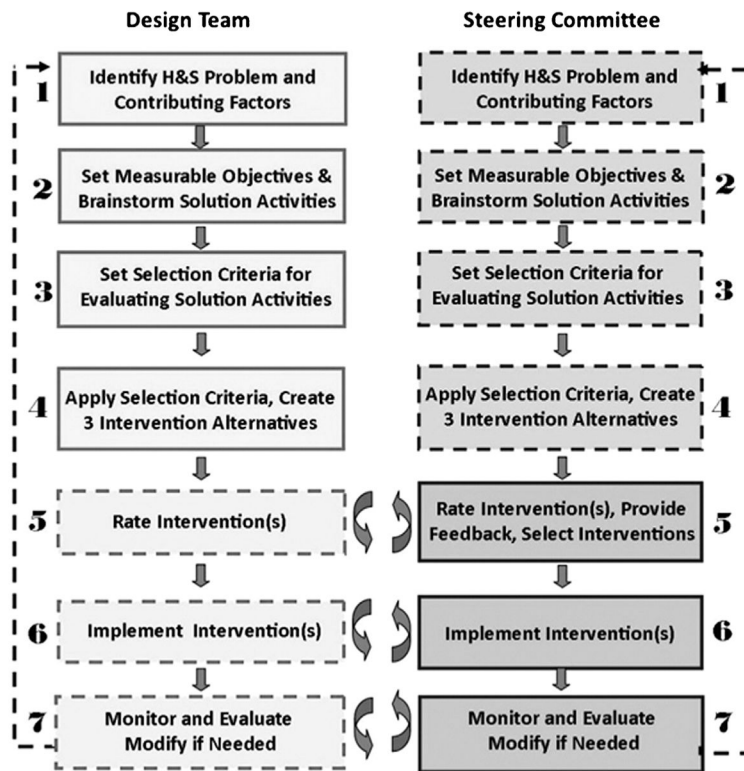 Design Team
Steering Committee
1
Identify H&S Problem and
Contributing Factors
Identify H&S Problem and
Contributing Factors
1
2
Set Measurable Objectives &
Brainstorm Solution Activities
Set Measurable Objectives &
Brainstorm Solution Activities
2
3
Set Selection Criteria for
Evaluating Solution Activities
Set Selection Criteria for
Evaluating Solution Activities
3
4
Apply Selection Criteria, Create
3 Intervention Alternatives
Apply Selection Criteria, Create
3 Intervention Alternatives
4
5
Rate Intervention(s)
Rate Intervention(s), Provide
Feedback, Select Interventions
5
6
Implement Intervention(s)
Implement Intervention(s)
6
7
Monitor and Evaluate
Modify if Needed
Monitor and Evaluate
Modify if Needed
7